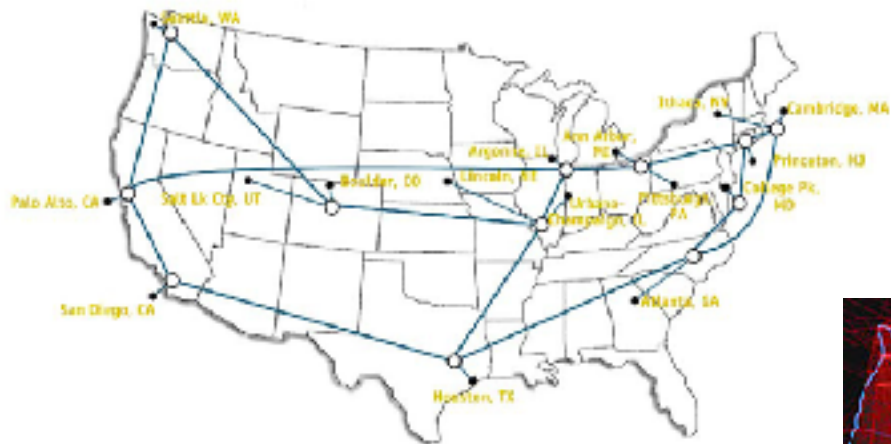 Seattle, WA
Ithaca, NY
Cambridge, MA
Ann Arbor,
MI
Argonne, IL
Princeton, NJ
Boulder, CO
Lincoln, NE
Salt Lk Cty, UT
Palo Alto, CA
Urbana-
Champaign, IL
Pittsburgh,
PA
College Pk,
MD
San Diego, CA
Atlanta, GA
Houston, TX